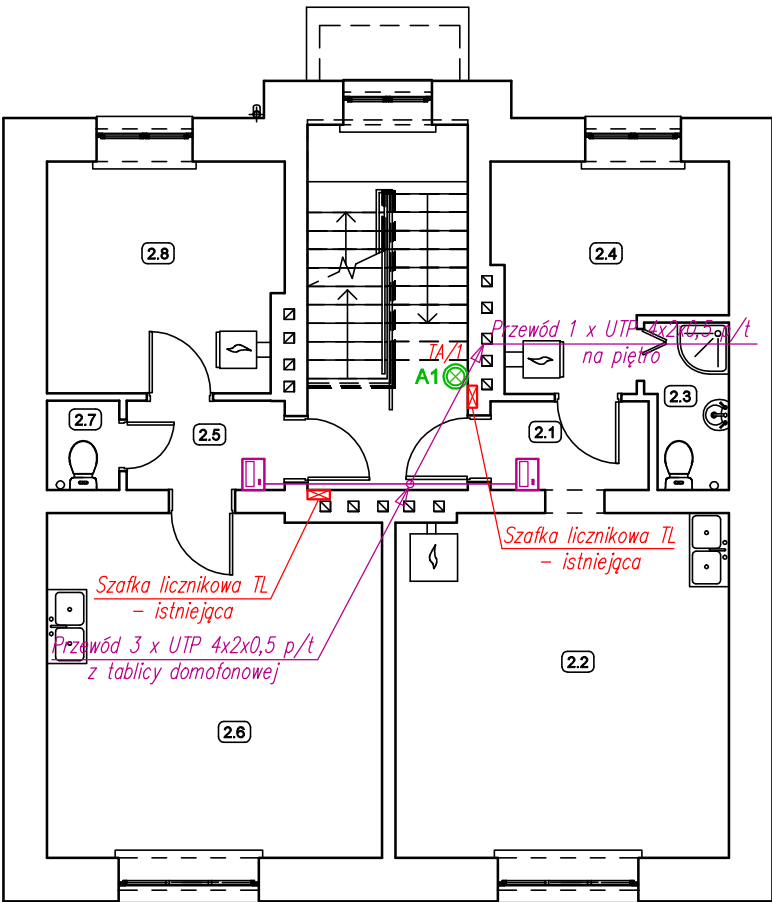 2.8
2.4
Przewód 1 x UTP 4x2x0,5 p/t
na piętro
TA/1
A1
2.3
2.7
2.5
2.1
Szafka licznikowa TL
– istniejąca
Szafka licznikowa TL
– istniejąca
Przewód 3 x UTP 4x2x0,5 p/t
z tablicy domofonowej
2.2
2.6